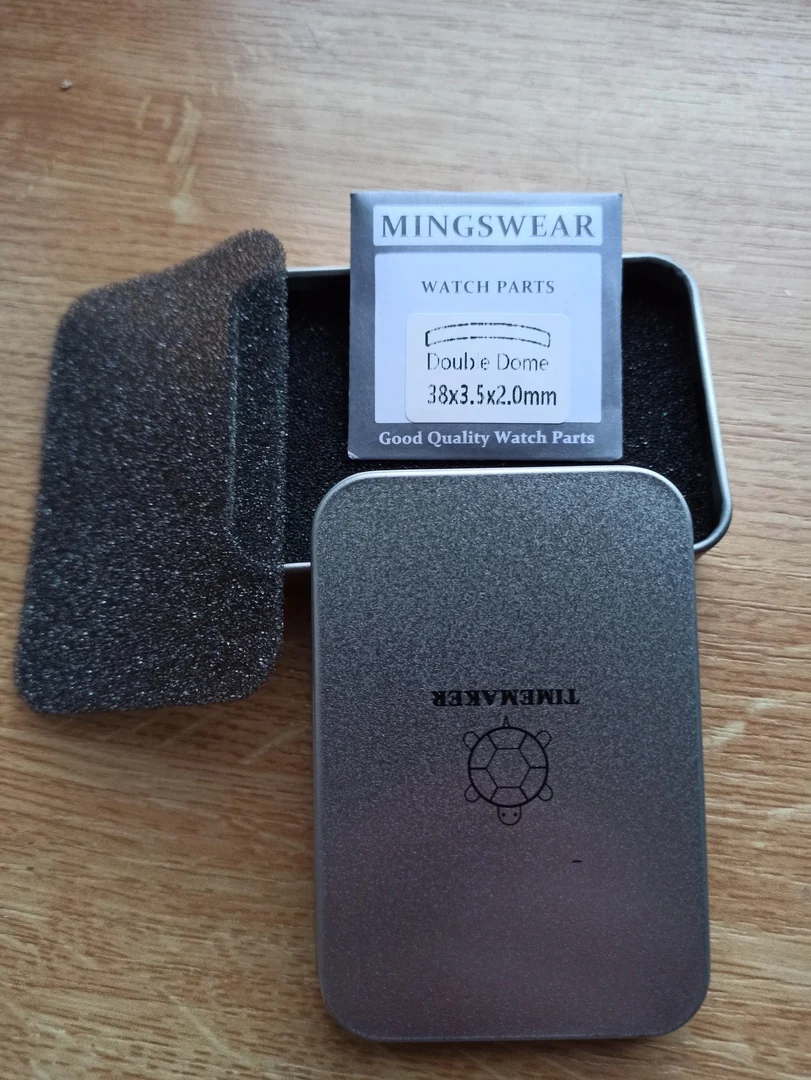 MINGSWEAR
WATCH PARTS
Double Dome
38x3.5x2.0mm
Good Quality Watch Parts
TIMEMAKER